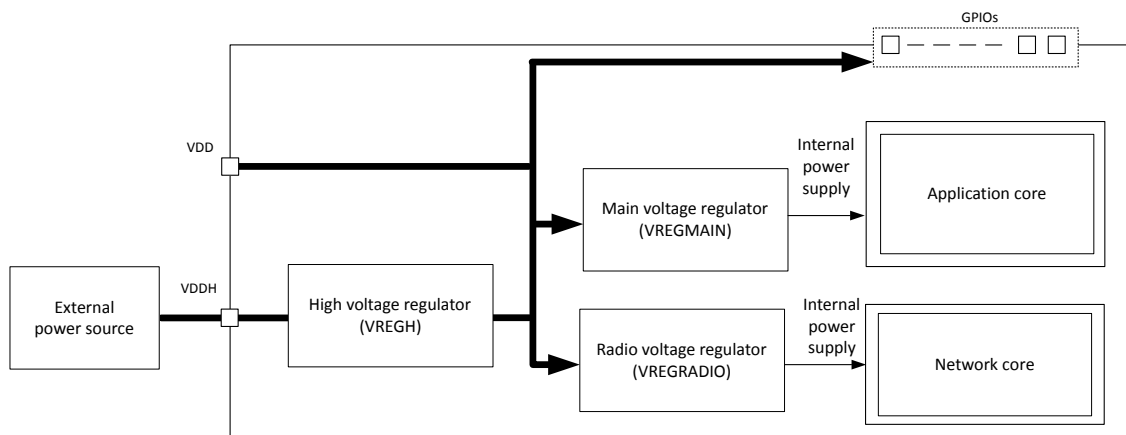 GPIOs
VDD
Internal
power
supply
Main voltage regulator
(VREGMAIN)
Application core
External
power source
VDDH
High voltage regulator
(VREGH)
Radio voltage regulator
(VREGRADIO)
Internal
power
supply
Network core